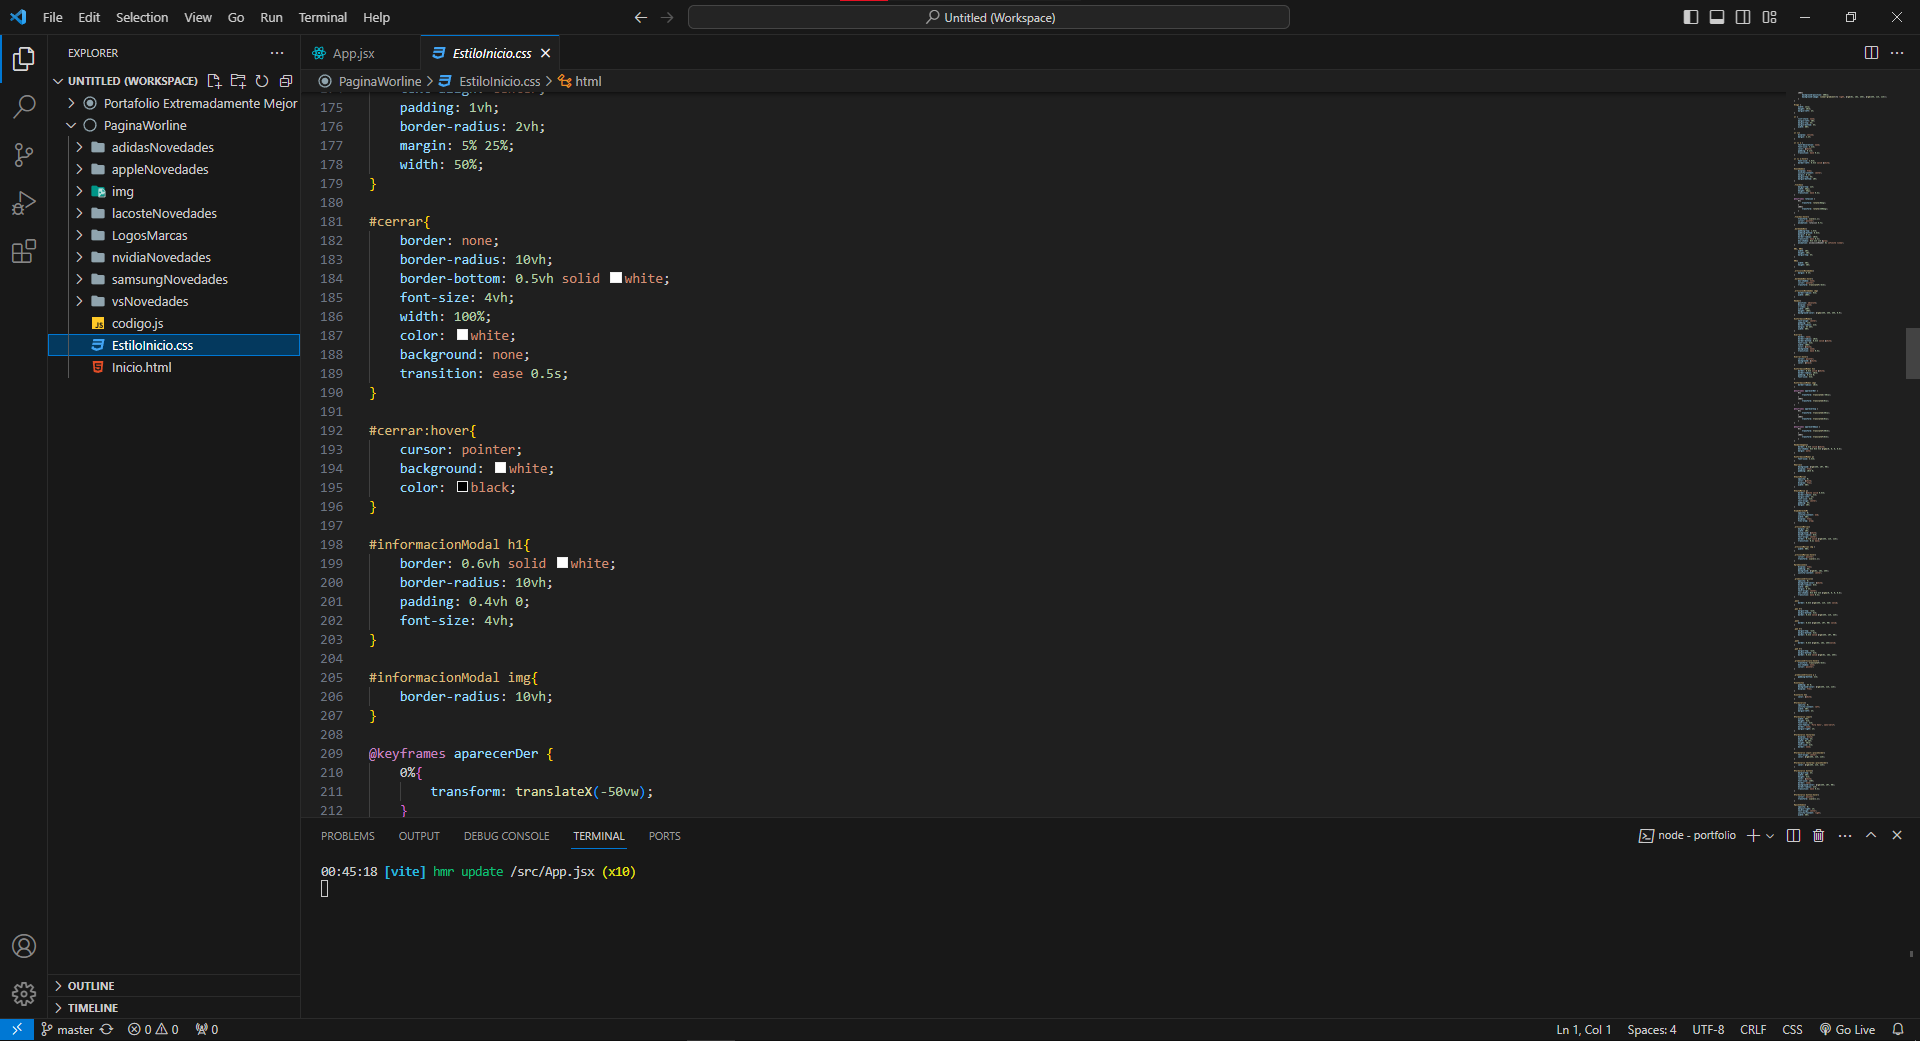 File Edit Selection View Go Run Terminal Help
Untitled (Workspace)
EXPLORER
UNTITLED (WORKSPACE)
Portafolio Extremadamente Mejor
PaginaWorline
adidasNovedades
appleNovedades
img
lacosteNovedades
LogosMarcas
nvidiaNovedades
samsungNovedades
vsNovedades
codigo.js
EstiloInicio.css
Inicio.html
OUTLINE
TIMELINE
App.jsx
EstiloInicio.css
PaginaWorline > EstiloInicio.css > html
175 padding: 1vh;
176 border-radius: 2vh;
177 margin: 5% 25%;
178 width: 50%;
179 }
180
181 #cerrar{
182 border: none;
183 border-radius: 10vh;
184 border-bottom: 0.5vh solid white;
185 font-size: 4vh;
186 width: 100%;
187 color: white;
188 background: none;
189 transition: ease 0.5s;
190 }
191
192 #cerrar:hover{
193 cursor: pointer;
194 background: white;
195 color: black;
196 }
197
198 #informacionModal h1{
199 border: 0.6vh solid white;
200 border-radius: 10vh;
201 padding: 0.4vh 0;
202 font-size: 4vh;
203 }
204
205 #informacionModal img{
206 border-radius: 10vh;
207 }
208
209 @keyframes aparecerDer {
210 0%{
211 transform: translateX(-50vw);
212 }
PROBLEMS OUTPUT DEBUG CONSOLE TERMINAL PORTS
node - portfolio
00:45:18 [vite] hmr update /src/App.jsx (x10)
master 0 0 0
Ln 1, Col 1 Spaces: 4 UTF-8 CRLF CSS Go Live